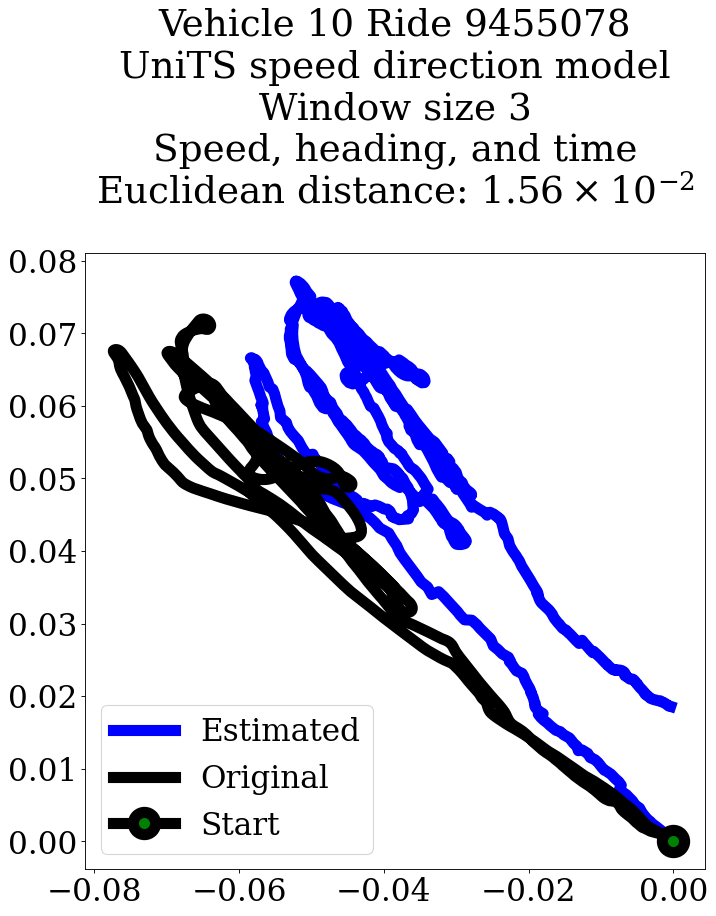 Vehicle 10 Ride 9455078
UniTS speed direction model
Window size 3
Speed, heading, and time
Euclidean distance: 1.56 × 10⁻²
0.08
0.07
0.06
0.05
0.04
0.03
0.02
0.01
0.00
Estimated
Original
Start
−0.08 −0.06 −0.04 −0.02 0.00